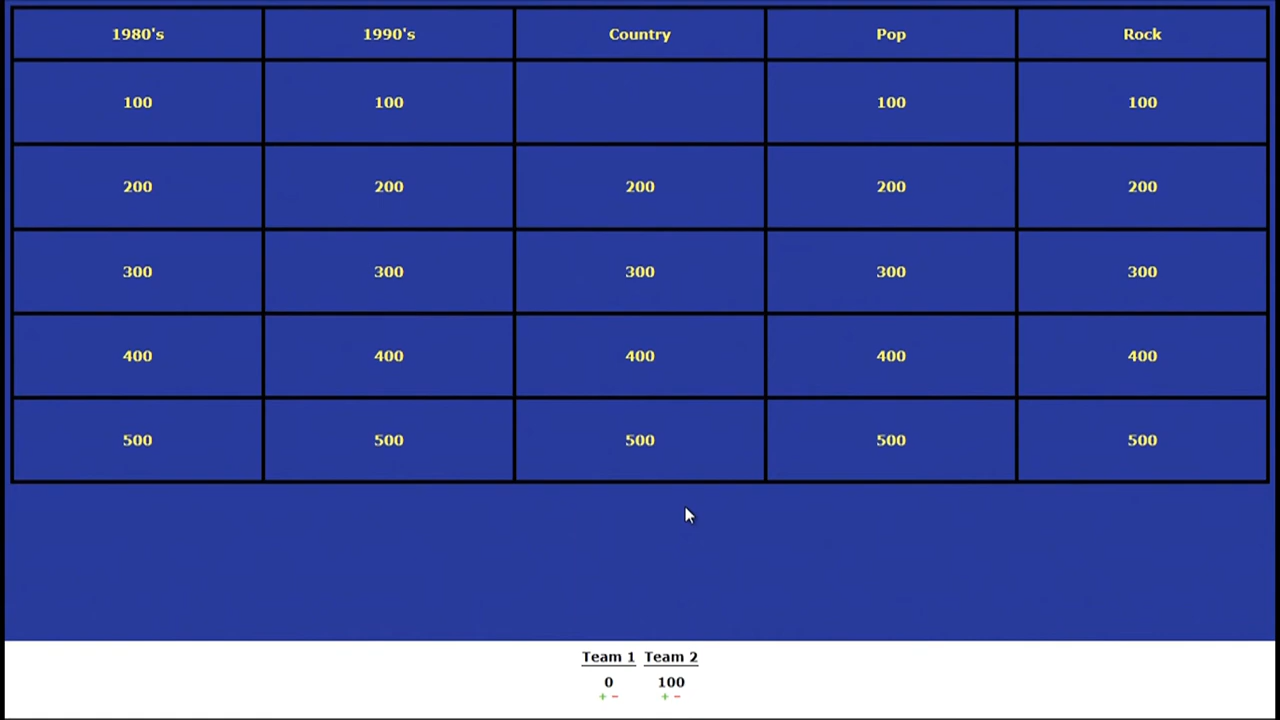 1980's 1990's Country Pop Rock
100 100 100 100
200 200 200 200 200
300 300 300 300 300
400 400 400 400 400
500 500 500 500 500
Team 1 Team 2
0 100
+ - + -